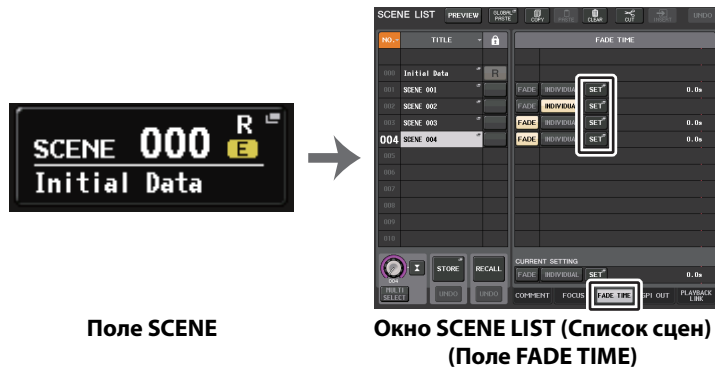 SCENE 000 R E
Initial Data
SCENE LIST PREVIEW GLOBAL PASTE COPY PASTE CLEAR CUT INSERT UNDO
NO. TITLE FADE TIME
000 Initial Data R
001 SCENE 001 FADE INDIVIDUAL SET 0.0s
002 SCENE 002 FADE INDIVIDUAL SET
003 SCENE 003 FADE INDIVIDUAL SET 0.0s
004 SCENE 004 FADE INDIVIDUAL SET 0.0s
005
006
007
008
009
010
CURRENT SETTING
STORE RECALL FADE INDIVIDUAL SET 0.0s
004
MULTI SELECT UNDO UNDO COMMENT FOCUS FADE TIME GPI OUT PLAYBACK LINK
Поле SCENE
Окно SCENE LIST (Список сцен)
(Поле FADE TIME)